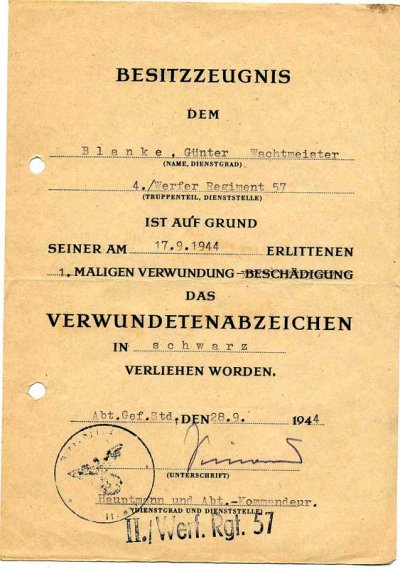 BESITZZEUGNIS
DEM
Blanke, Günter Wachtmeister
(NAME, DIENSTGRAD)
4./Werfer Regiment 57
(TRUPPENTEIL, DIENSTSTELLE)
IST AUF GRUND
SEINER AM 17.9.1944 ERLITTENEN
1. MALIGEN VERWUNDUNG - BESCHÄDIGUNG
DAS
VERWUNDETENABZEICHEN
IN schwarz
VERLIEHEN WORDEN.
Abt.Gef.Std, DEN 28.9. 1944
(UNTERSCHRIFT)
Hauptmann und Abt.-Kommandeur.
(DIENSTGRAD UND DIENSTSTELLE)
II./Werf. Rgt. 57